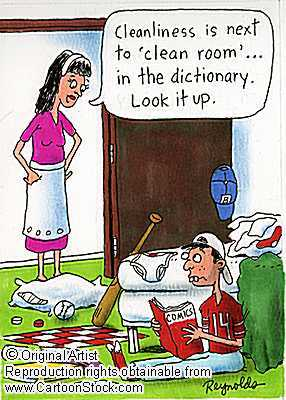 Cleanliness is next
to 'clean room'...
in the dictionary.
Look it up.
B
COMICS
14
© Original Artist
Reproduction rights obtainable from
www.CartoonStock.com
Reynolds